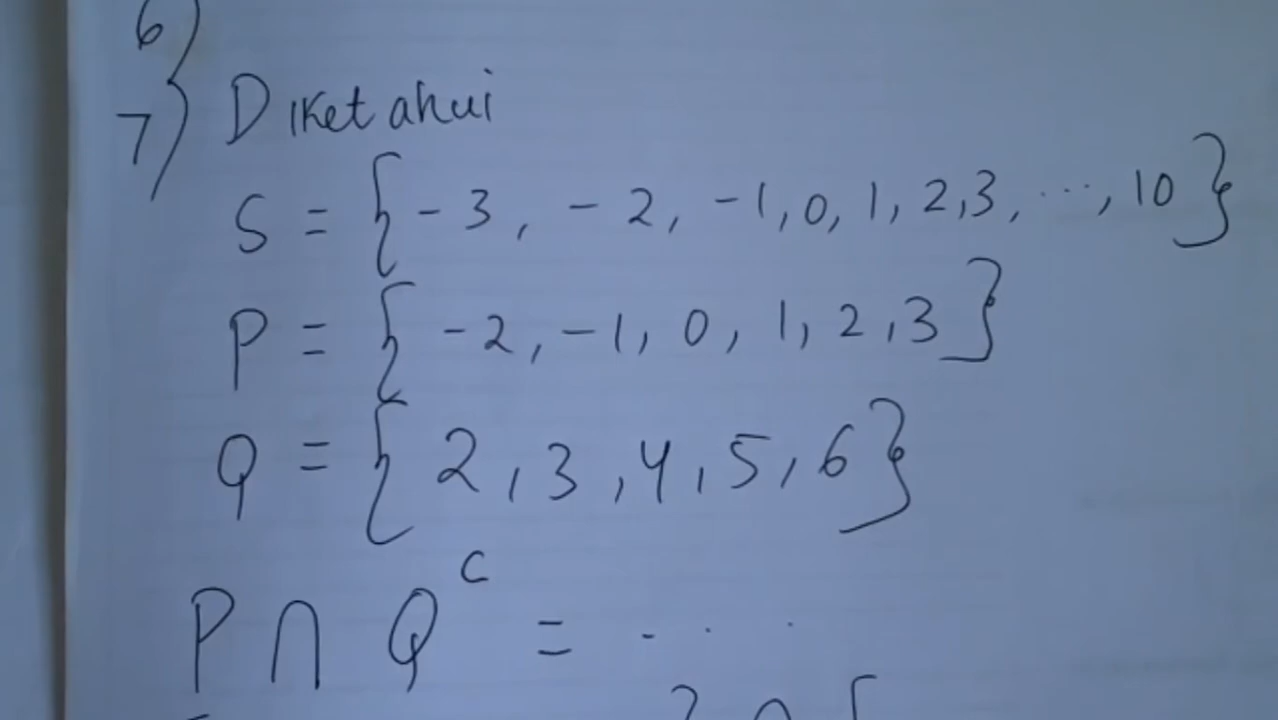 6)
7) Diketahui
S = { -3, -2, -1, 0, 1, 2, 3, ..., 10 }
P = { -2, -1, 0, 1, 2, 3 }
Q = { 2, 3, 4, 5, 6 }
P ∩ Q^c = ...